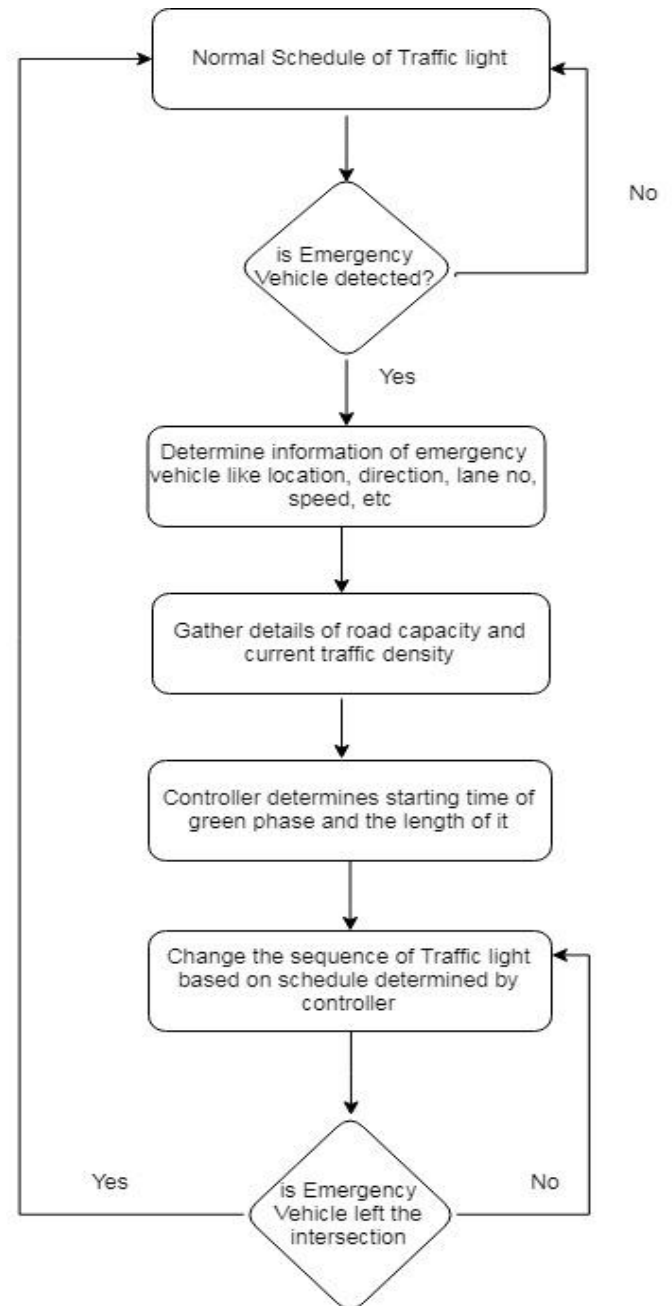 Normal Schedule of Traffic light
No
is Emergency
Vehicle detected?
Yes
Determine information of emergency
vehicle like location, direction, lane no,
speed, etc
Gather details of road capacity and
current traffic density
Controller determines starting time of
green phase and the length of it
Change the sequence of Traffic light
based on schedule determined by
controller
Yes
No
is Emergency
Vehicle left the
intersection